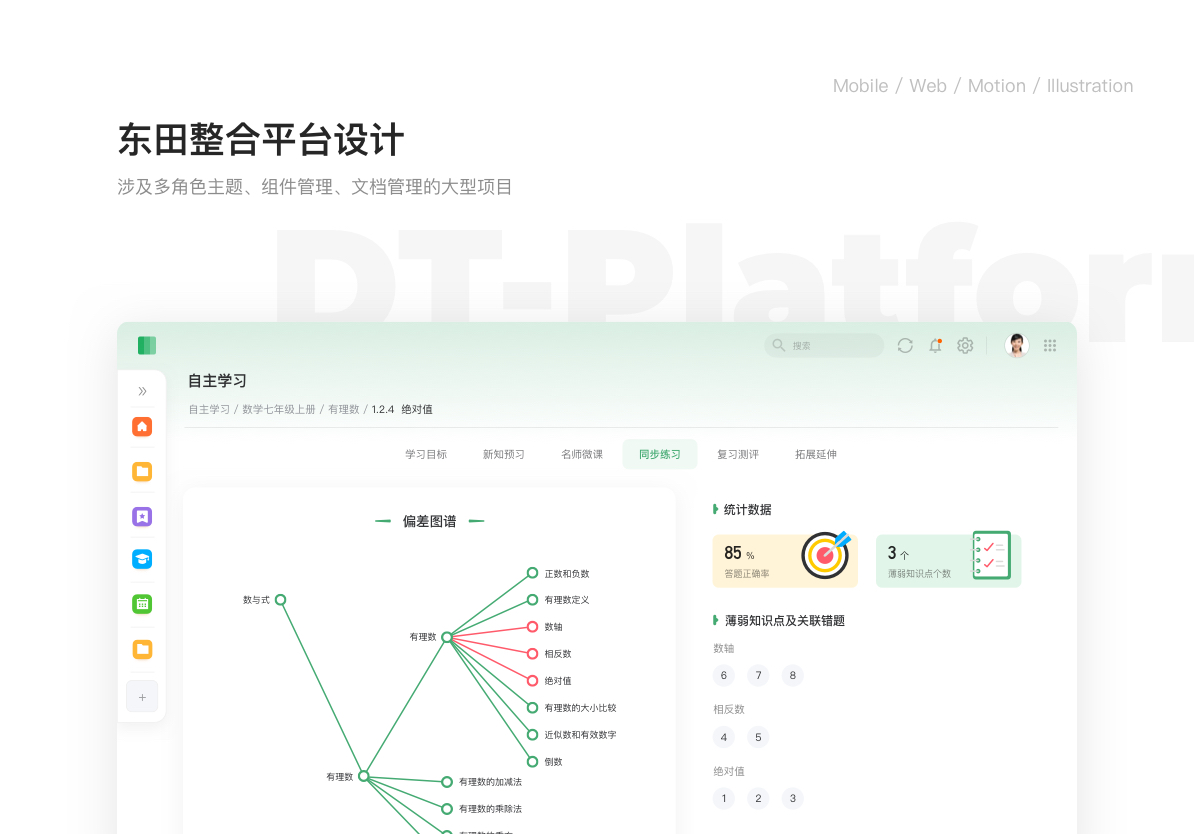 Mobile / Web / Motion / Illustration
东田整合平台设计
涉及多角色主题、组件管理、文档管理的大型项目
DT-Platfor
搜索
自主学习
自主学习 / 数学七年级上册 / 有理数 / 1.2.4 绝对值
学习目标 新知预习 名师微课 同步练习 复习测评 拓展延伸
偏差图谱
数与式
有理数
正数和负数
有理数定义
数轴
相反数
绝对值
有理数的大小比较
近似数和有效数字
倒数
有理数
有理数的加减法
有理数的乘除法
统计数据
85 %
答题正确率
3 个
薄弱知识点个数
薄弱知识点及关联错题
数轴
6 7 8
相反数
4 5
绝对值
1 2 3